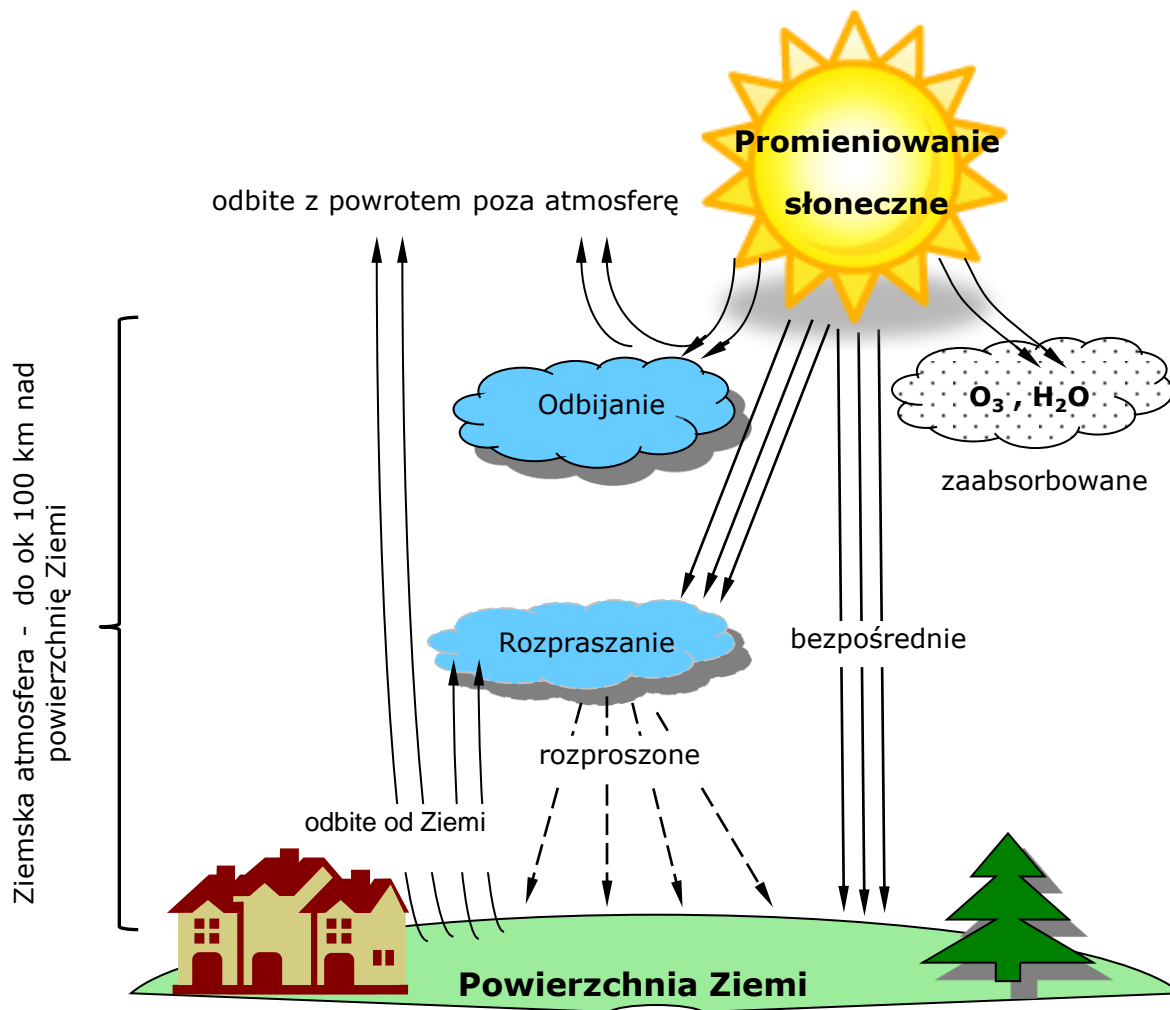 Promieniowanie
słoneczne
odbite z powrotem poza atmosferę
Odbijanie
O₃ , H₂O
zaabsorbowane
Ziemska atmosfera - do ok 100 km nad
powierzchnię Ziemi
Rozpraszanie
bezpośrednie
rozproszone
odbite od Ziemi
Powierzchnia Ziemi